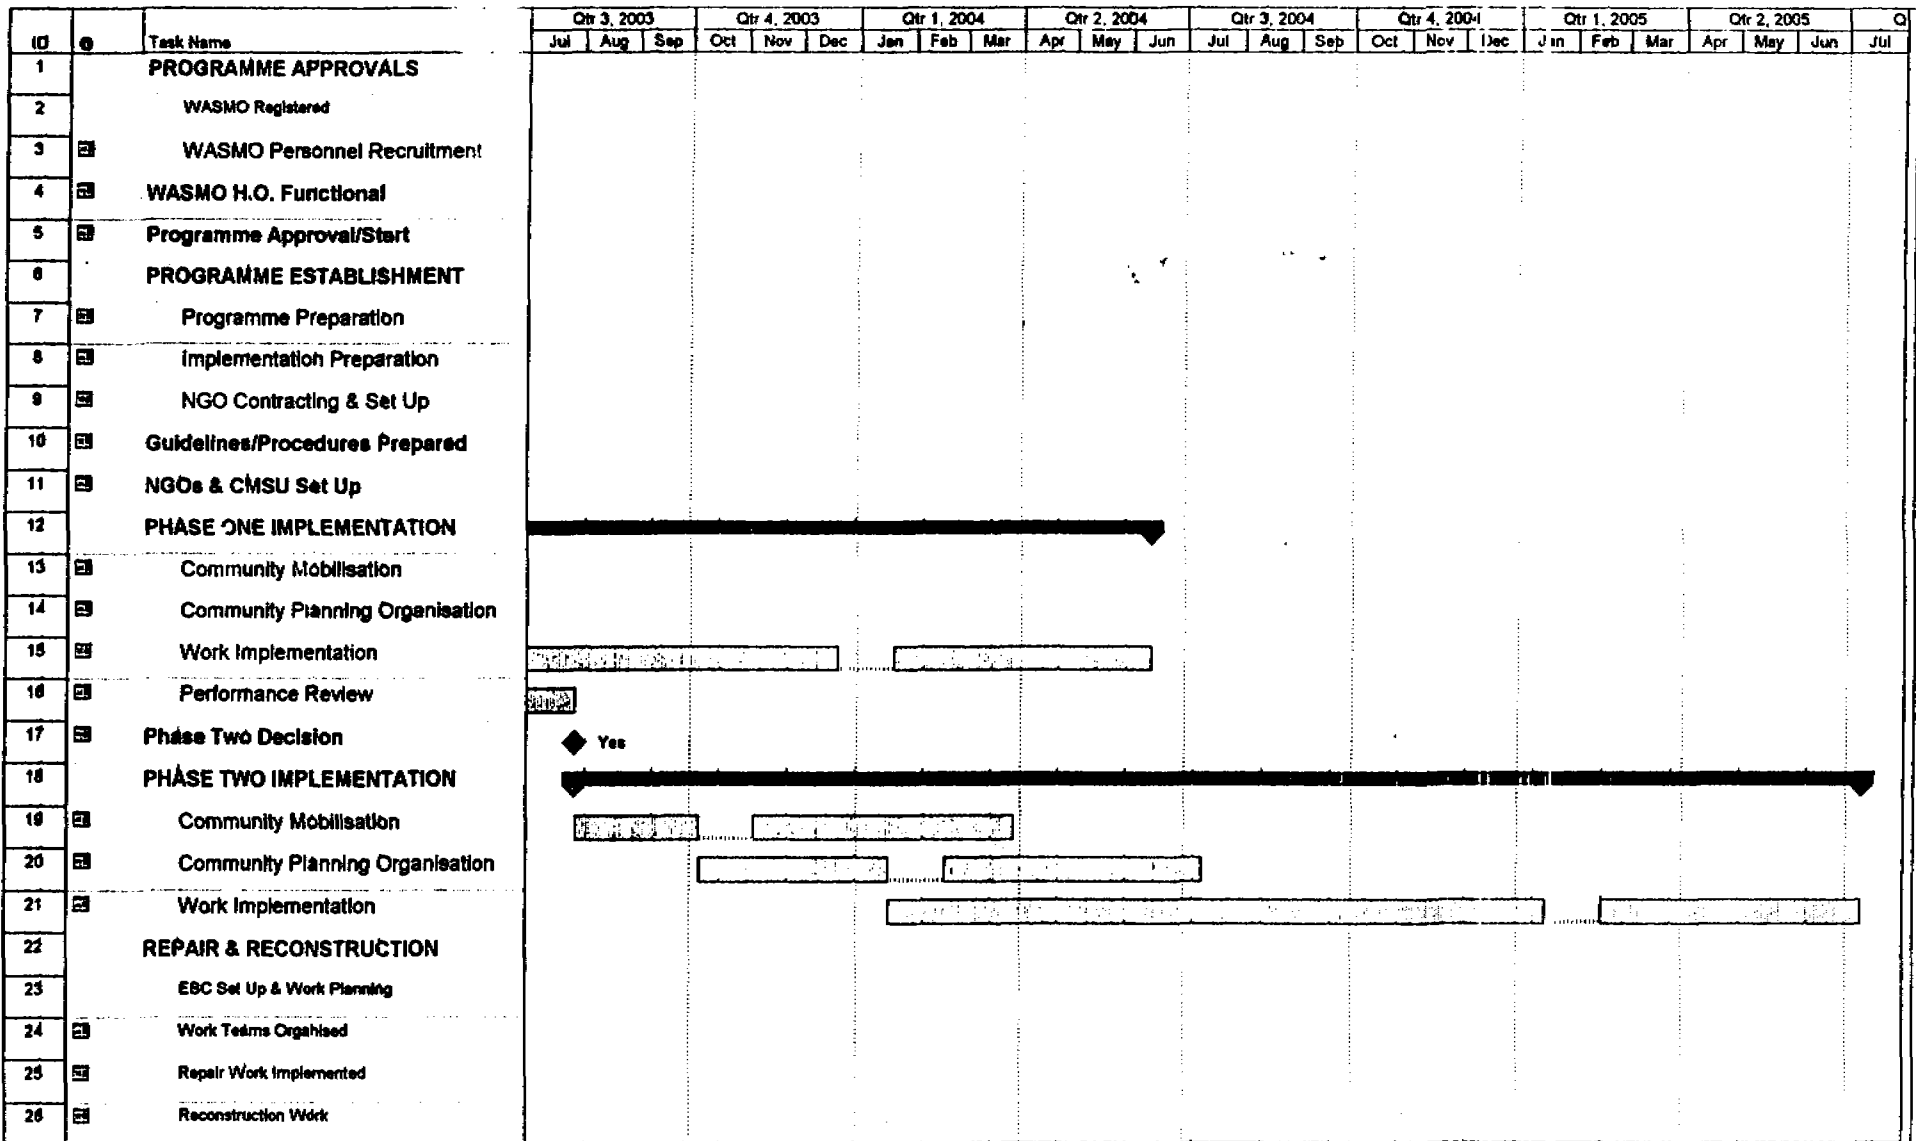 Qtr 3, 2003 Qtr 4, 2003 Qtr 1, 2004 Qtr 2, 2004 Qtr 3, 2004 Qtr 4, 2004 Qtr 1, 2005 Qtr 2, 2005 Q
ID Task Name Jul Aug Sep Oct Nov Dec Jan Feb Mar Apr May Jun Jul Aug Sep Oct Nov Dec Jan Feb Mar Apr May Jun Jul
1 PROGRAMME APPROVALS
2 WASMO Registered
3 WASMO Personnel Recruitment
4 WASMO H.O. Functional
5 Programme Approval/Start
6 PROGRAMME ESTABLISHMENT
7 Programme Preparation
8 Implementation Preparation
9 NGO Contracting & Set Up
10 Guidelines/Procedures Prepared
11 NGOs & CMSU Set Up
12 PHASE ONE IMPLEMENTATION
13 Community Mobilisation
14 Community Planning Organisation
15 Work Implementation
16 Performance Review
17 Phase Two Decision Yes
18 PHASE TWO IMPLEMENTATION
19 Community Mobilisation
20 Community Planning Organisation
21 Work Implementation
22 REPAIR & RECONSTRUCTION
23 EBC Set Up & Work Planning
24 Work Teams Organised
25 Repair Work Implemented
26 Reconstruction Work